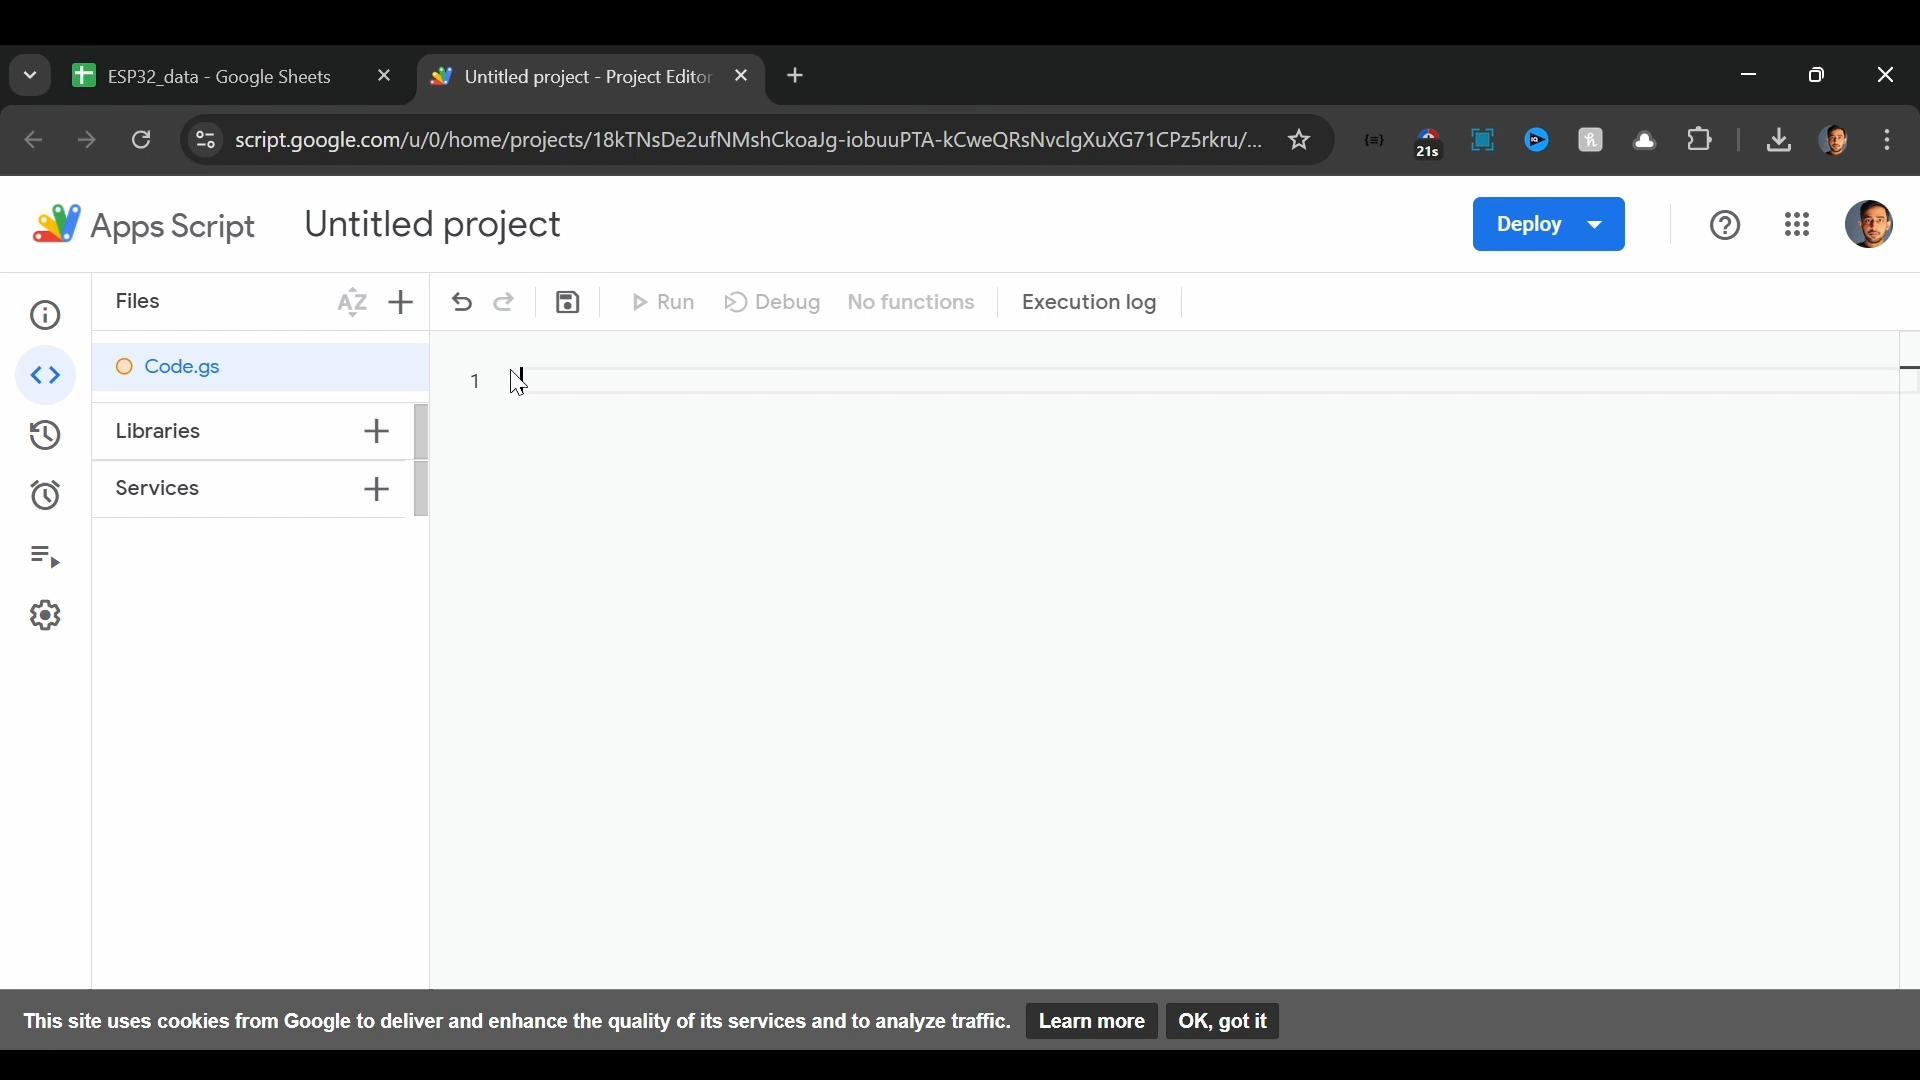 ESP32_data - Google Sheets
Untitled project - Project Editor
script.google.com/u/0/home/projects/18kTNsDe2ufNMshCkoaJg-iobuuPTA-kCweQRsNvclgXuXG71CPz5rkru/...
21s
Apps Script
Untitled project
Deploy
Files
AZ
Run
Debug
No functions
Execution log
Code.gs
1
Libraries
Services
This site uses cookies from Google to deliver and enhance the quality of its services and to analyze traffic.
Learn more
OK, got it